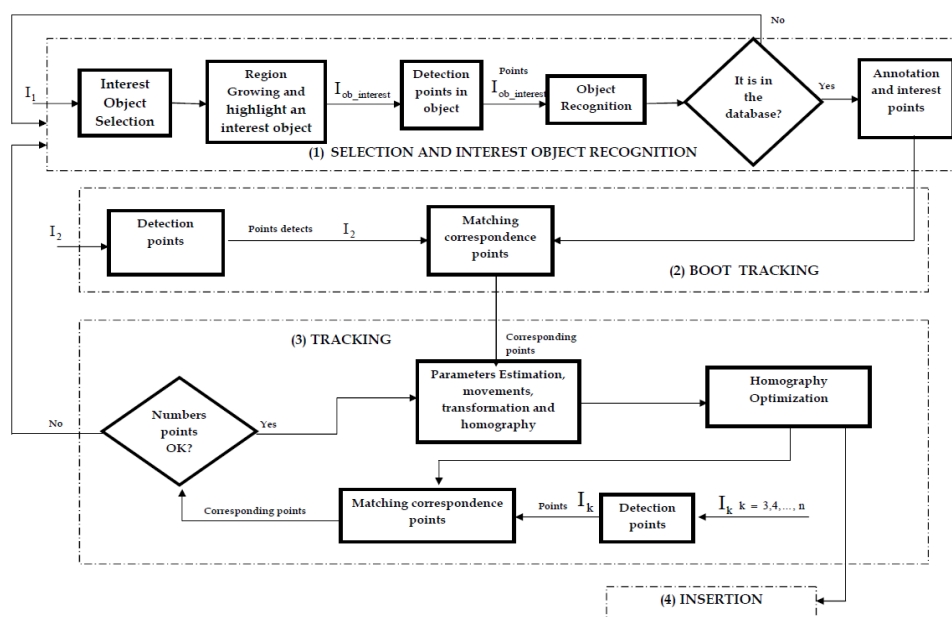 No
I1
Interest
Object
Selection
Region
Growing and
highlight an
interest object
Iob_interest
Detection
points in
object
Points
Iob_interest
Object
Recognition
It is in
the
database?
Yes
Annotation
and interest
points
(1) SELECTION AND INTEREST OBJECT RECOGNITION
I2
Detection
points
Points detects I2
Matching
correspondence
points
(2) BOOT TRACKING
(3) TRACKING
Corresponding
points
Parameters Estimation,
movements,
transformation and
homography
Homography
Optimization
No
Numbers
points
OK?
Yes
Corresponding points
Matching correspondence
points
Points Ik
Detection
points
Ik k = 3,4,..., n
(4) INSERTION